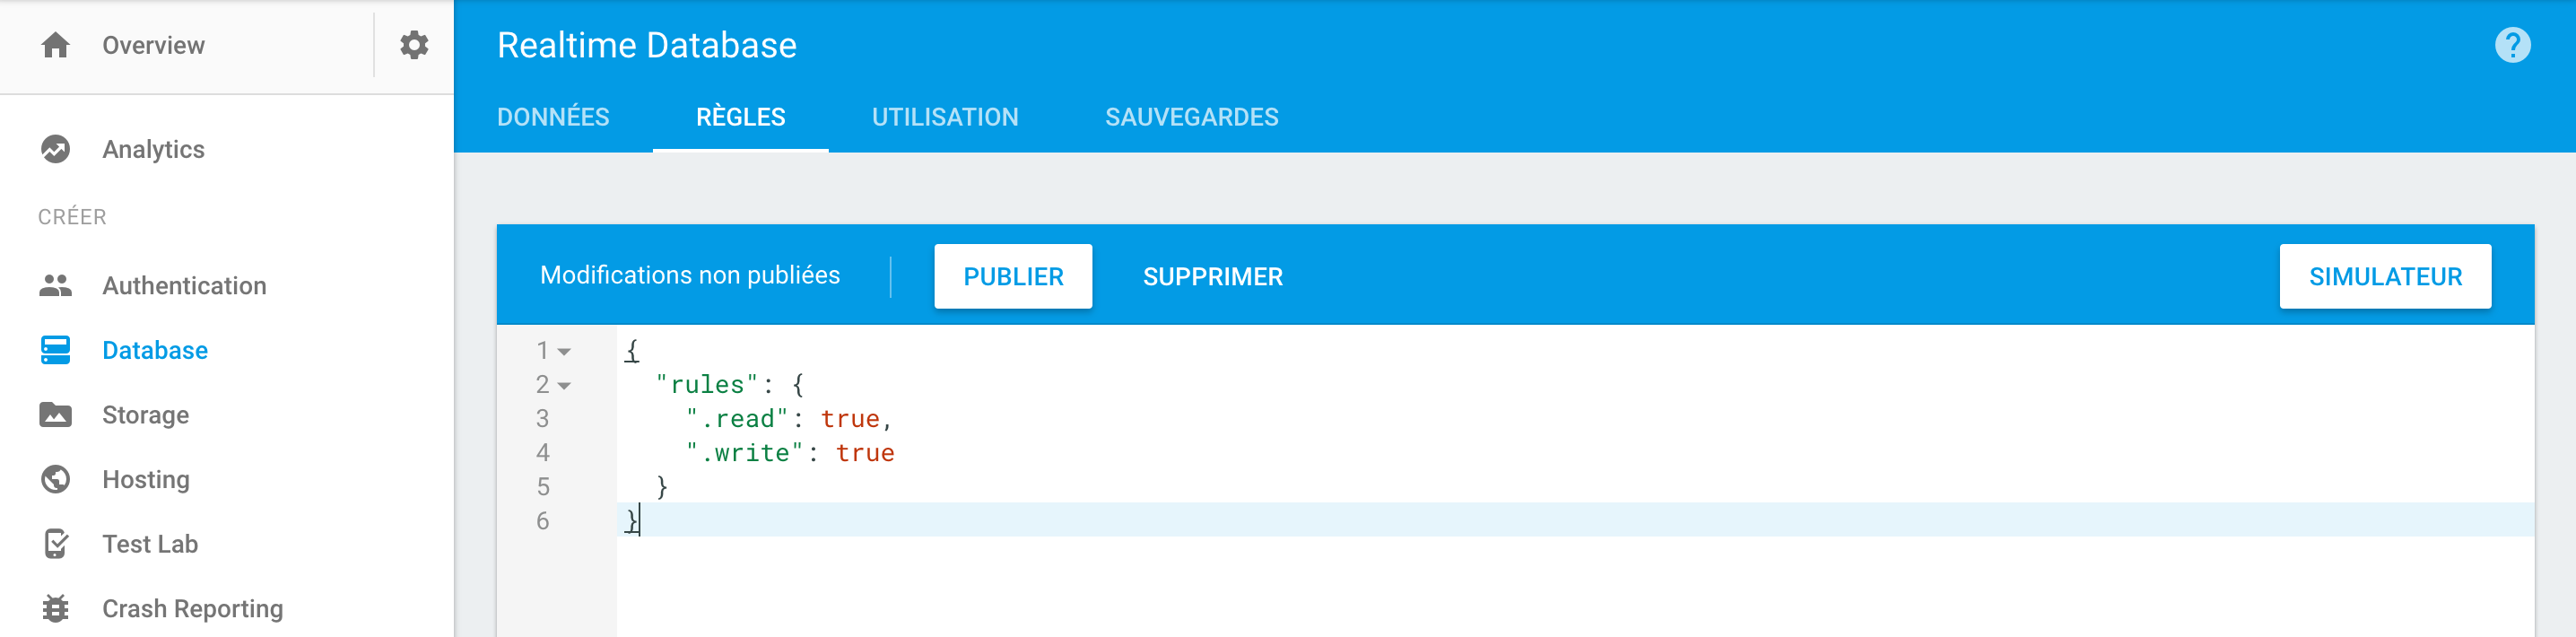 Overview
Analytics
CRÉER
Authentication
Database
Storage
Hosting
Test Lab
Crash Reporting
Realtime Database
?
DONNÉES RÈGLES UTILISATION SAUVEGARDES
Modifications non publiées PUBLIER SUPPRIMER SIMULATEUR
1 {
2 "rules": {
3 ".read": true,
4 ".write": true
5 }
6 }